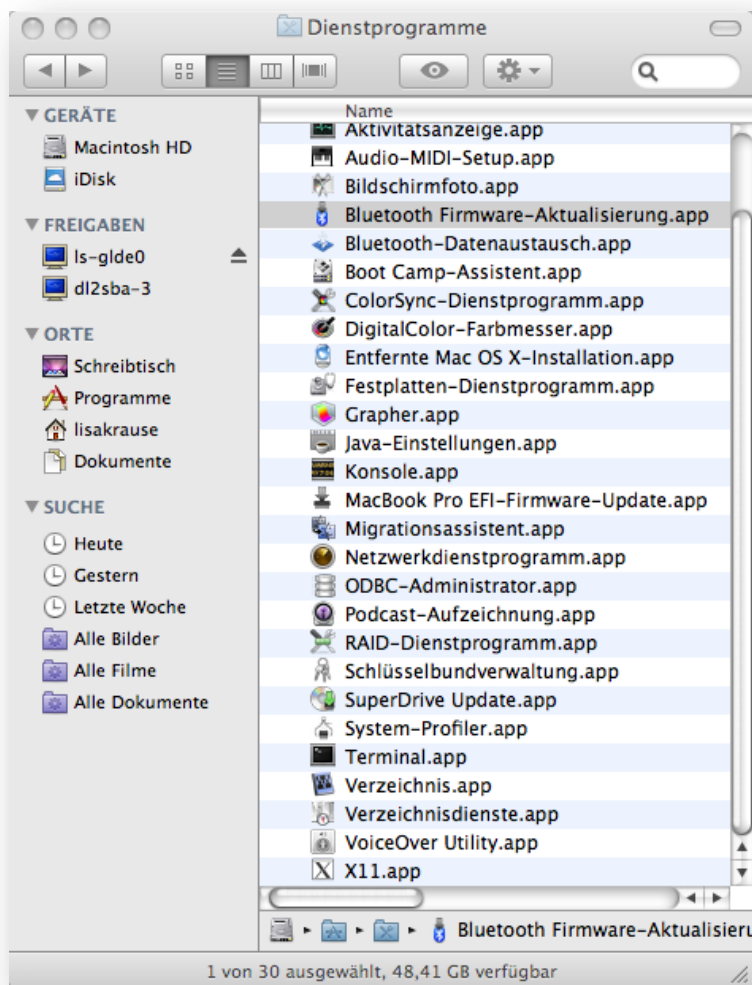 Dienstprogramme
GERÄTE
Macintosh HD
iDisk
FREIGABEN
ls-glde0
dl2sba-3
ORTE
Schreibtisch
Programme
lisakrause
Dokumente
SUCHE
Heute
Gestern
Letzte Woche
Alle Bilder
Alle Filme
Alle Dokumente
Name
Aktivitätsanzeige.app
Audio-MIDI-Setup.app
Bildschirmfoto.app
Bluetooth Firmware-Aktualisierung.app
Bluetooth-Datenaustausch.app
Boot Camp-Assistent.app
ColorSync-Dienstprogramm.app
DigitalColor-Farbmesser.app
Entfernte Mac OS X-Installation.app
Festplatten-Dienstprogramm.app
Grapher.app
Java-Einstellungen.app
Konsole.app
MacBook Pro EFI-Firmware-Update.app
Migrationsassistent.app
Netzwerkdienstprogramm.app
ODBC-Administrator.app
Podcast-Aufzeichnung.app
RAID-Dienstprogramm.app
Schlüsselbundverwaltung.app
SuperDrive Update.app
System-Profiler.app
Terminal.app
Verzeichnis.app
Verzeichnisdienste.app
VoiceOver Utility.app
X11.app
Bluetooth Firmware-Aktualisieru
1 von 30 ausgewählt, 48,41 GB verfügbar